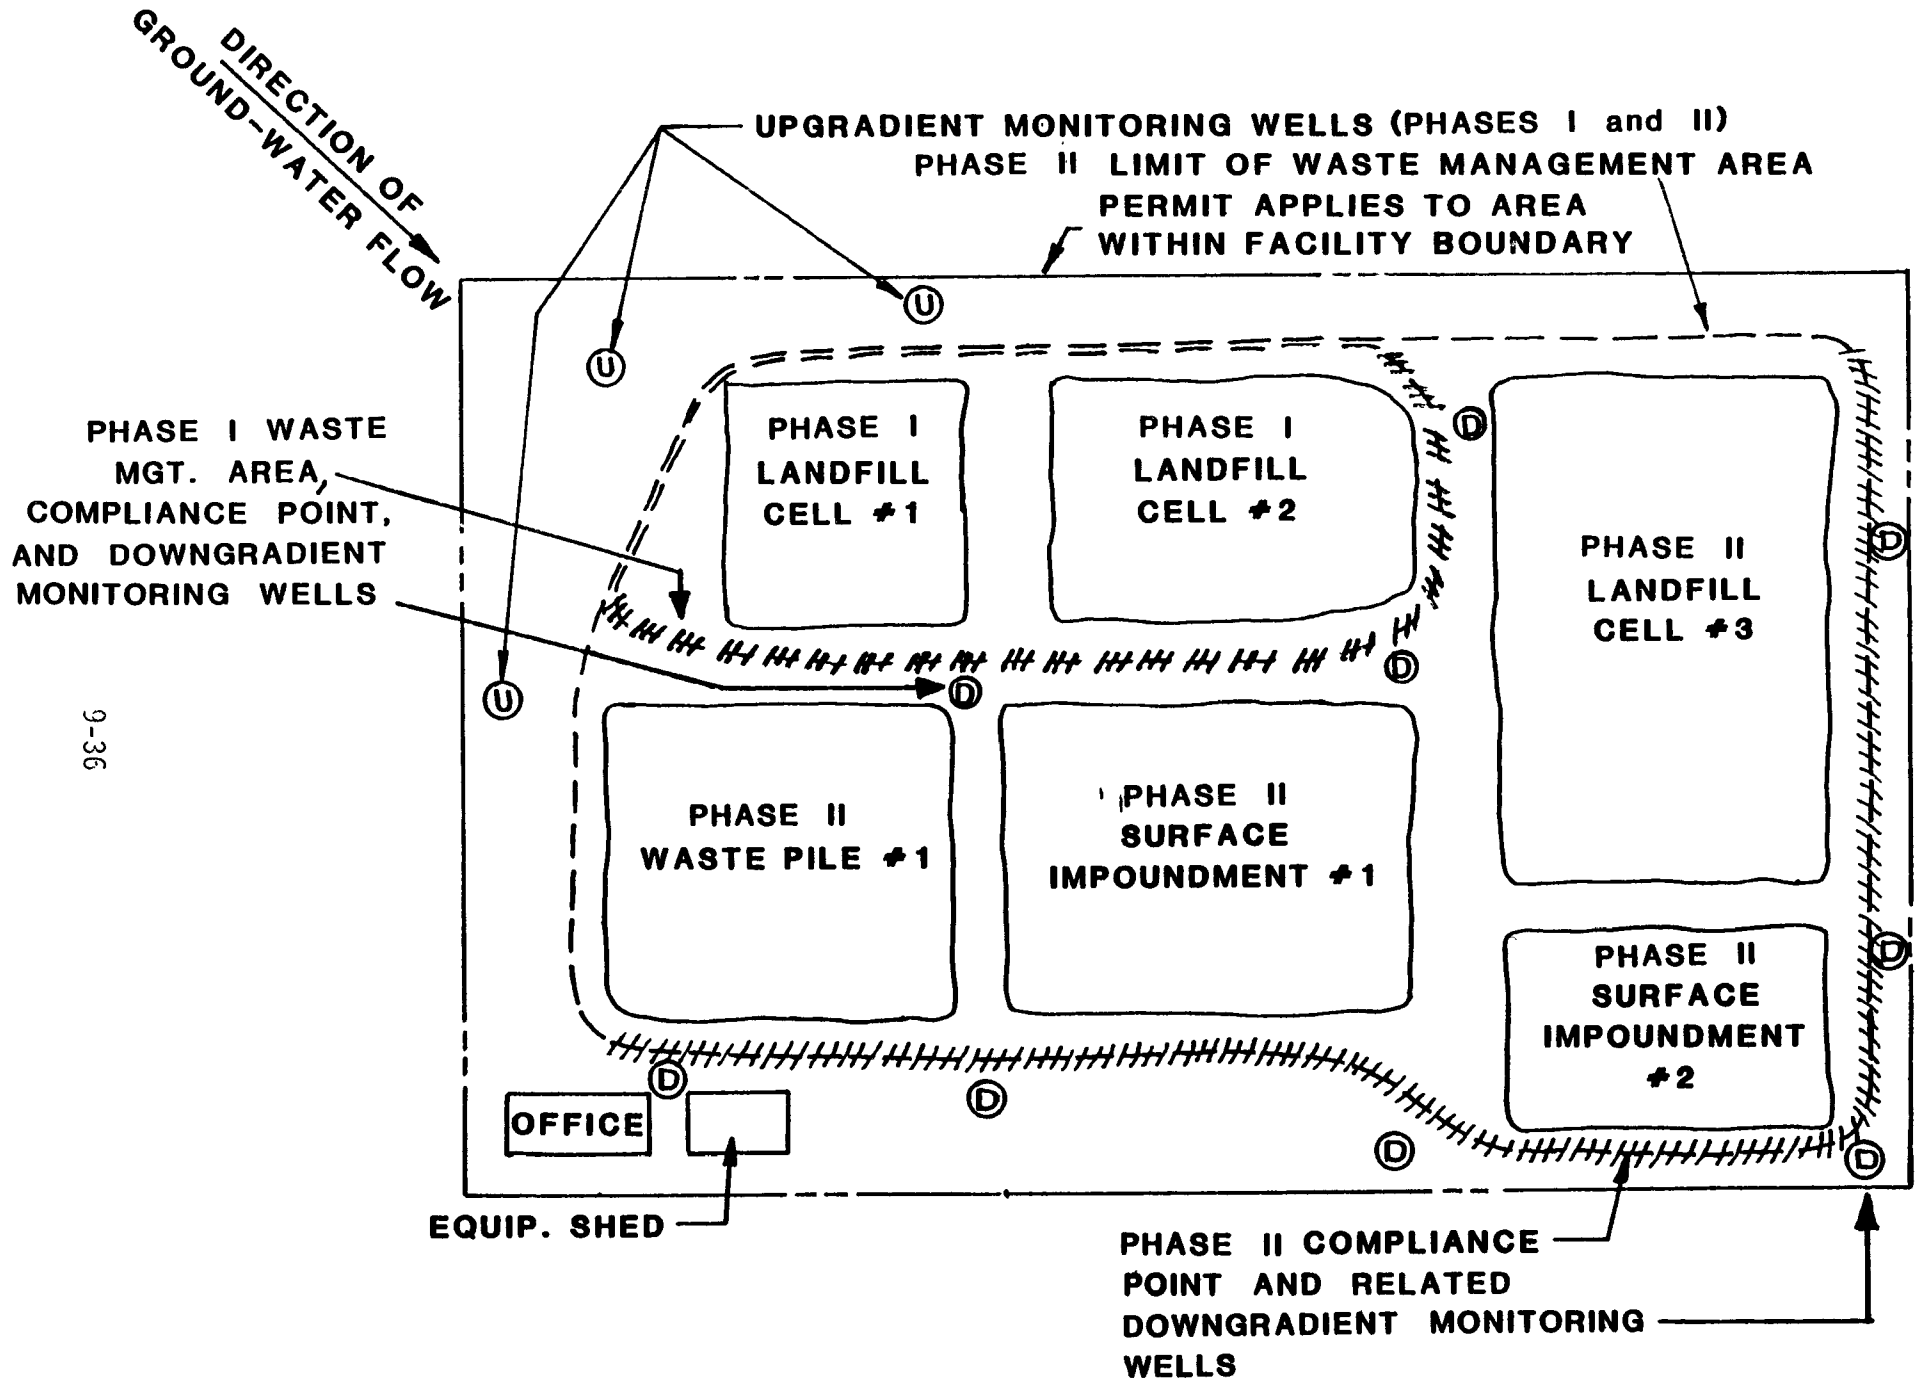 DIRECTION OF
GROUND-WATER FLOW
UPGRADIENT MONITORING WELLS (PHASES I and II)
PHASE II LIMIT OF WASTE MANAGEMENT AREA
PERMIT APPLIES TO AREA
WITHIN FACILITY BOUNDARY
U
U
U
PHASE I WASTE
MGT. AREA,
COMPLIANCE POINT,
AND DOWNGRADIENT
MONITORING WELLS
PHASE I
LANDFILL
CELL #1
PHASE I
LANDFILL
CELL #2
D
D
D
PHASE II
LANDFILL
CELL #3
D
D
PHASE II
WASTE PILE #1
PHASE II
SURFACE
IMPOUNDMENT #1
PHASE II
SURFACE
IMPOUNDMENT
#2
D
D
D
D
OFFICE
EQUIP. SHED
PHASE II COMPLIANCE
POINT AND RELATED
DOWNGRADIENT MONITORING
WELLS
9-36